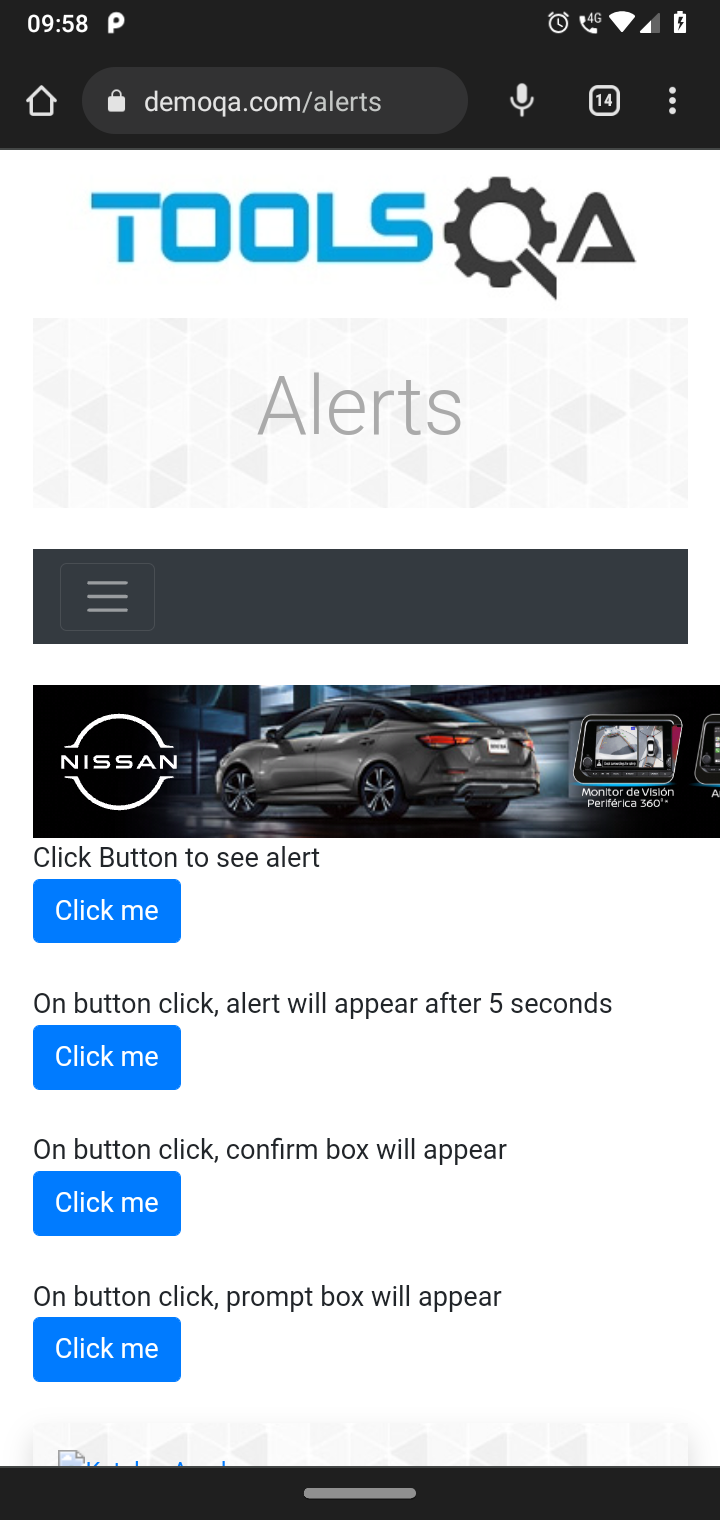 09:58
4G
demoqa.com/alerts
14
TOOLSQA
Alerts
NISSAN
Monitor de Visión
Periférica 360°*
Click Button to see alert
Click me
On button click, alert will appear after 5 seconds
Click me
On button click, confirm box will appear
Click me
On button click, prompt box will appear
Click me